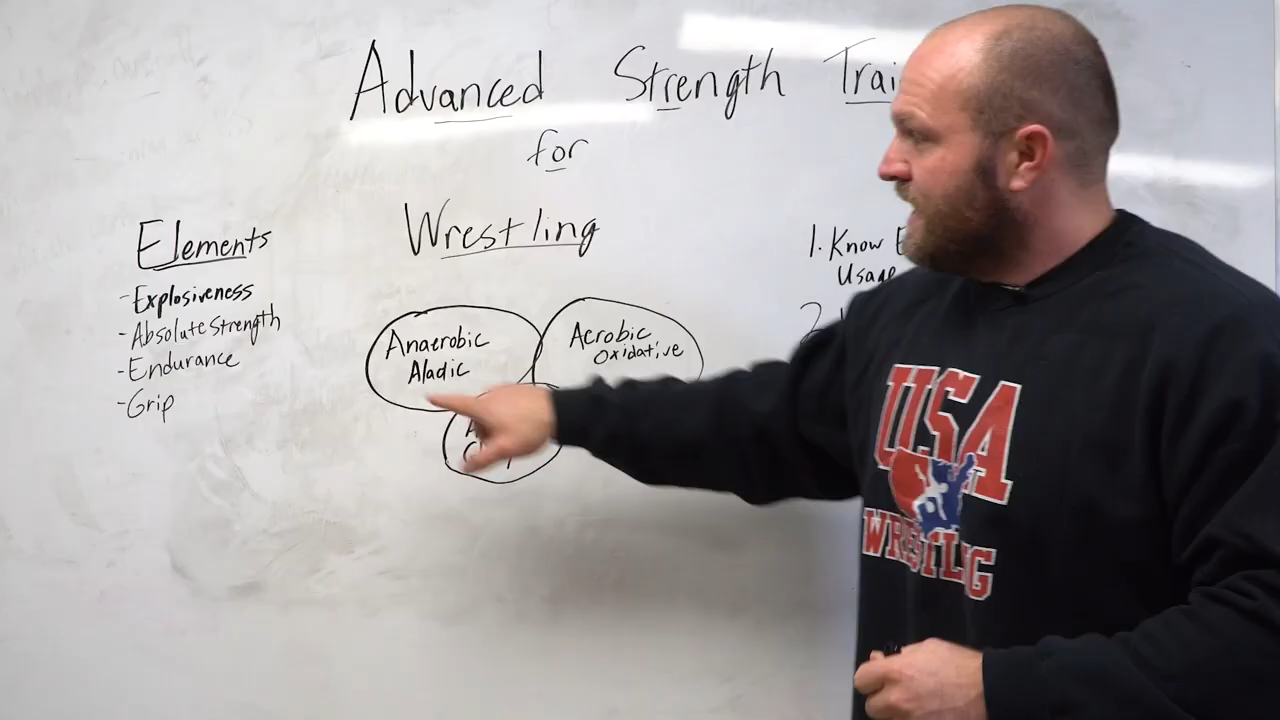 Advanced Strength
for
Wrestling
Elements
- Explosiveness
- Absolute Strength
- Endurance
- Grip
Anaerobic
Aladic
Aerobic
Oxidative
1. Know
Usage
2.
USA
WRESTLING